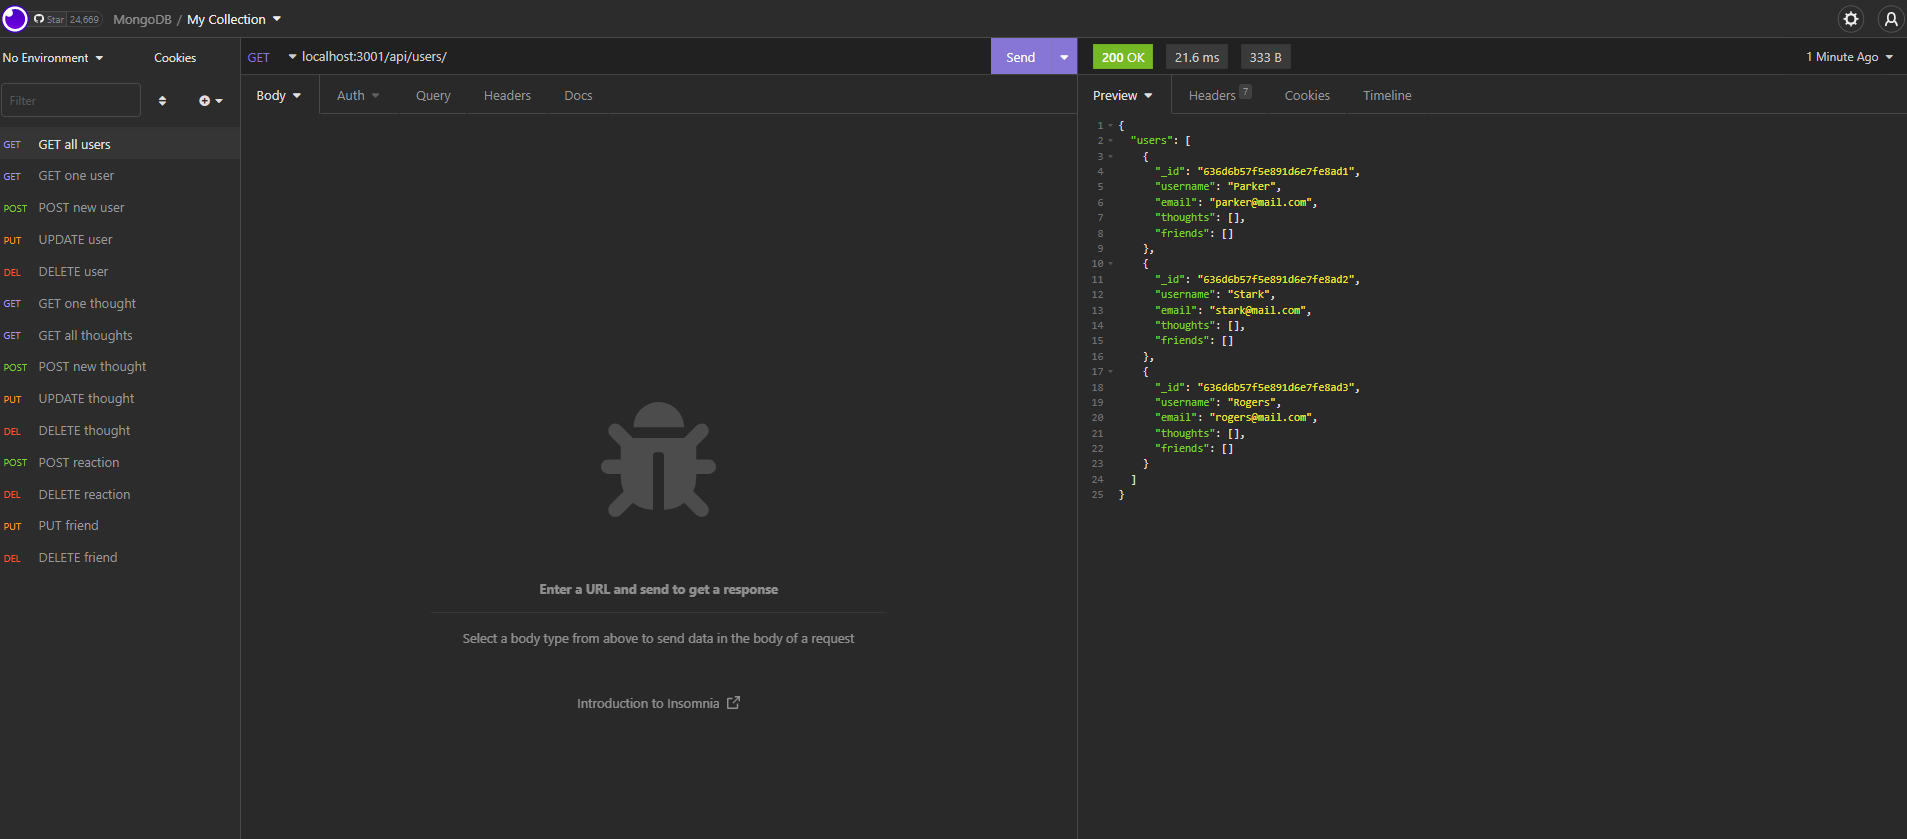 Star 24,669 MongoDB / My Collection
No Environment Cookies
Filter
GET GET all users
GET GET one user
POST POST new user
PUT UPDATE user
DEL DELETE user
GET GET one thought
GET GET all thoughts
POST POST new thought
PUT UPDATE thought
DEL DELETE thought
POST POST reaction
DEL DELETE reaction
PUT PUT friend
DEL DELETE friend
GET localhost:3001/api/users/ Send
Body Auth Query Headers Docs
Enter a URL and send to get a response
Select a body type from above to send data in the body of a request
Introduction to Insomnia
200 OK 21.6 ms 333 B 1 Minute Ago
Preview Headers 7 Cookies Timeline
1 {
2 "users": [
3 {
4 "_id": "636d6b57f5e891d6e7fe8ad1",
5 "username": "Parker",
6 "email": "parker@mail.com",
7 "thoughts": [],
8 "friends": []
9 },
10 {
11 "_id": "636d6b57f5e891d6e7fe8ad2",
12 "username": "Stark",
13 "email": "stark@mail.com",
14 "thoughts": [],
15 "friends": []
16 },
17 {
18 "_id": "636d6b57f5e891d6e7fe8ad3",
19 "username": "Rogers",
20 "email": "rogers@mail.com",
21 "thoughts": [],
22 "friends": []
23 }
24 ]
25 }